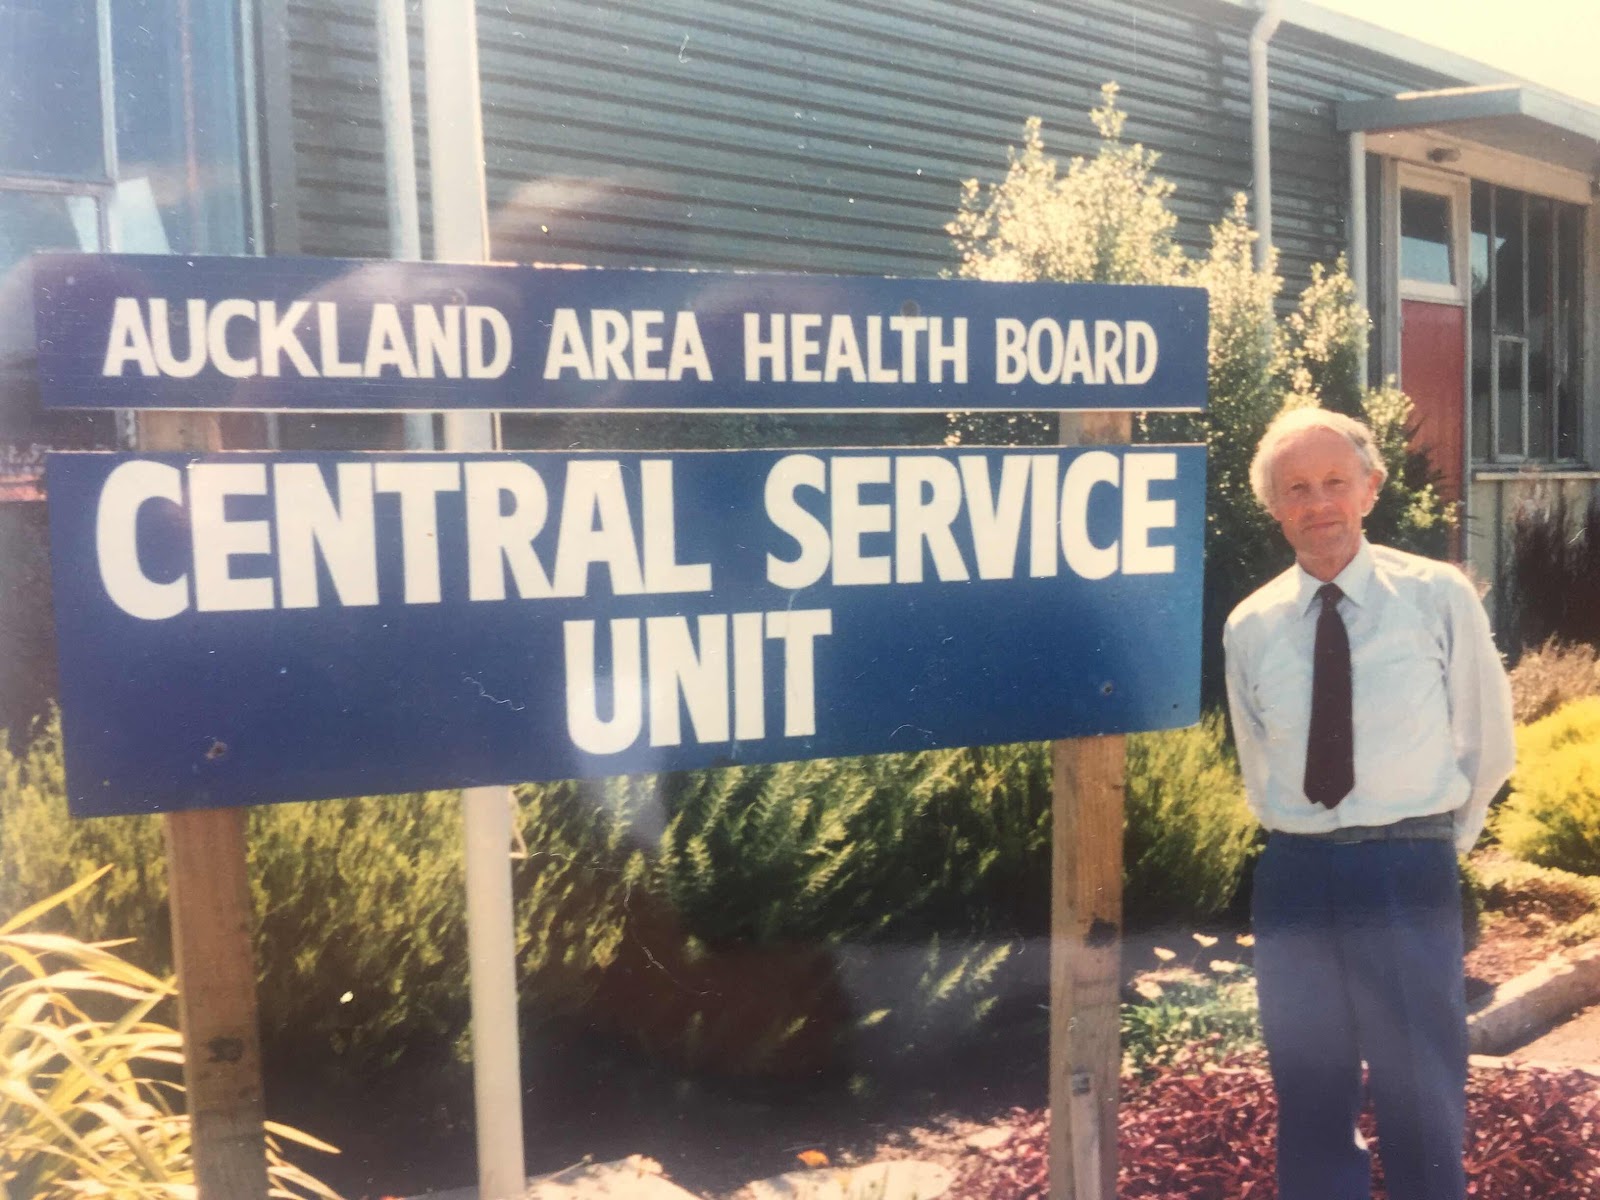 AUCKLAND AREA HEALTH BOARD
CENTRAL SERVICE
UNIT